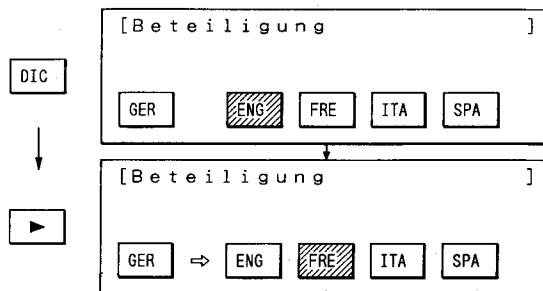 [Beteiligung ]
DIC
GER ENG FRE ITA SPA
[Beteiligung ]
►
GER ⇨ ENG FRE ITA SPA